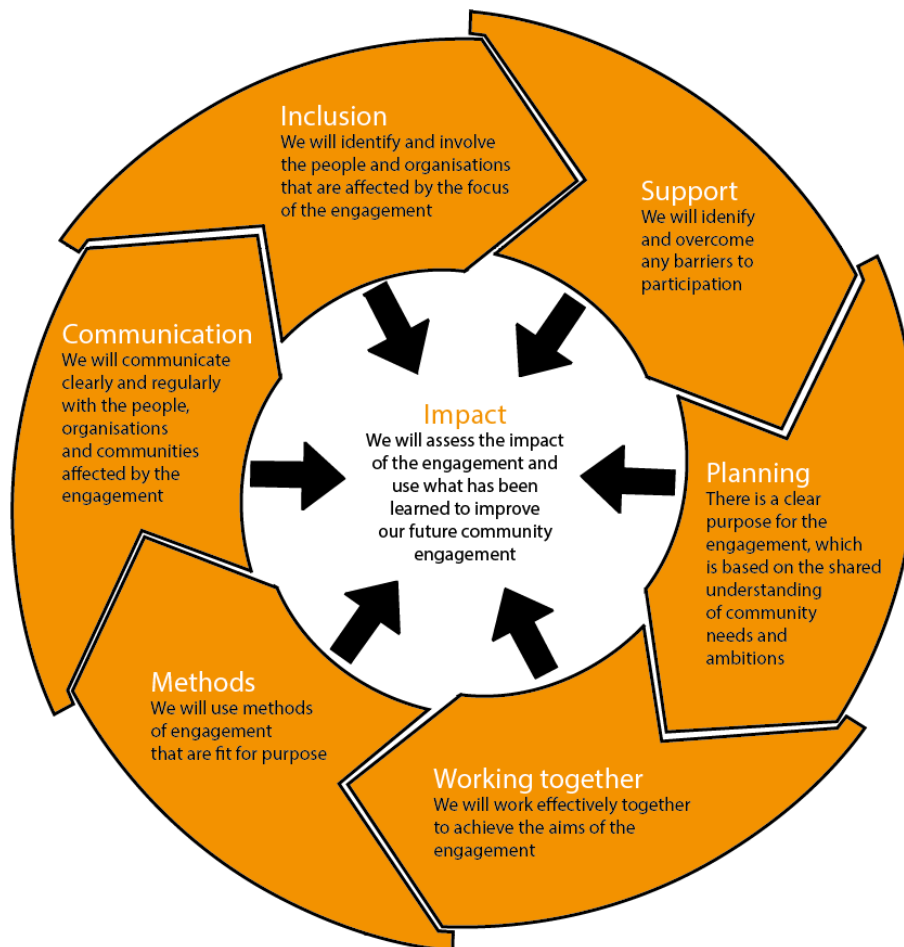 Inclusion
We will identify and involve
the people and organisations
that are affected by the focus
of the engagement
Support
We will idenify
and overcome
any barriers to
participation
Planning
There is a clear
purpose for the
engagement, which
is based on the shared
understanding
of community
needs and
ambitions
Working together
We will work effectively together
to achieve the aims of the
engagement
Methods
We will use methods
of engagement
that are fit for purpose
Communication
We will communicate
clearly and regularly
with the people,
organisations
and communities
affected by the
engagement
Impact
We will assess the impact
of the engagement and
use what has been
learned to improve
our future community
engagement